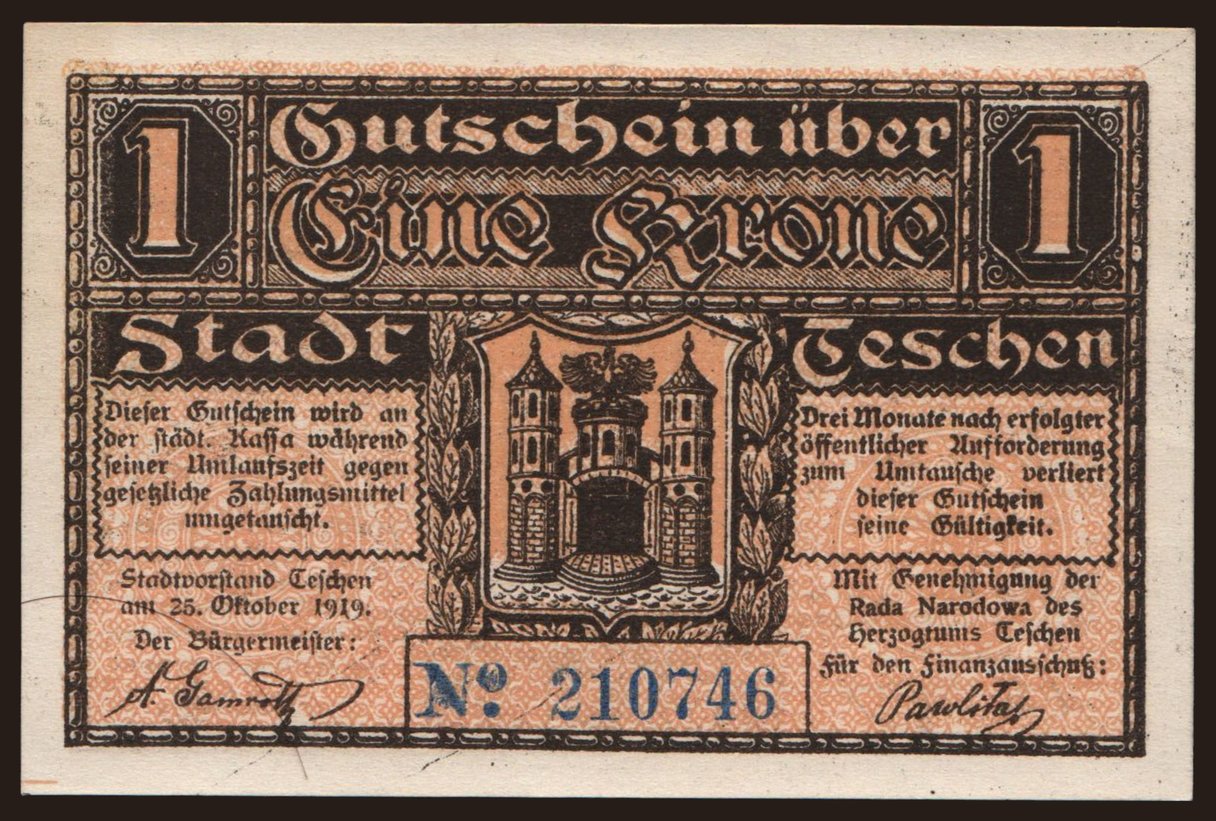 1
Gutschein über
1
Eine Krone
Stadt
Teschen
Dieser Gutschein wird an
der städt. Kassa während
seiner Umlaufszeit gegen
gesetzliche Zahlungsmittel
umgetauscht.
Stadtvorstand Teschen
am 25. Oktober 1919.
Der Bürgermeister:
A. Gamroth
Drei Monate nach erfolgter
öffentlicher Aufforderung
zum Umtausche verliert
dieser Gutschein
seine Gültigkeit.
Mit Genehmigung der
Rada Narodowa des
Herzogtums Teschen
Für den Finanzausschuß:
Pawlitas
No. 210746